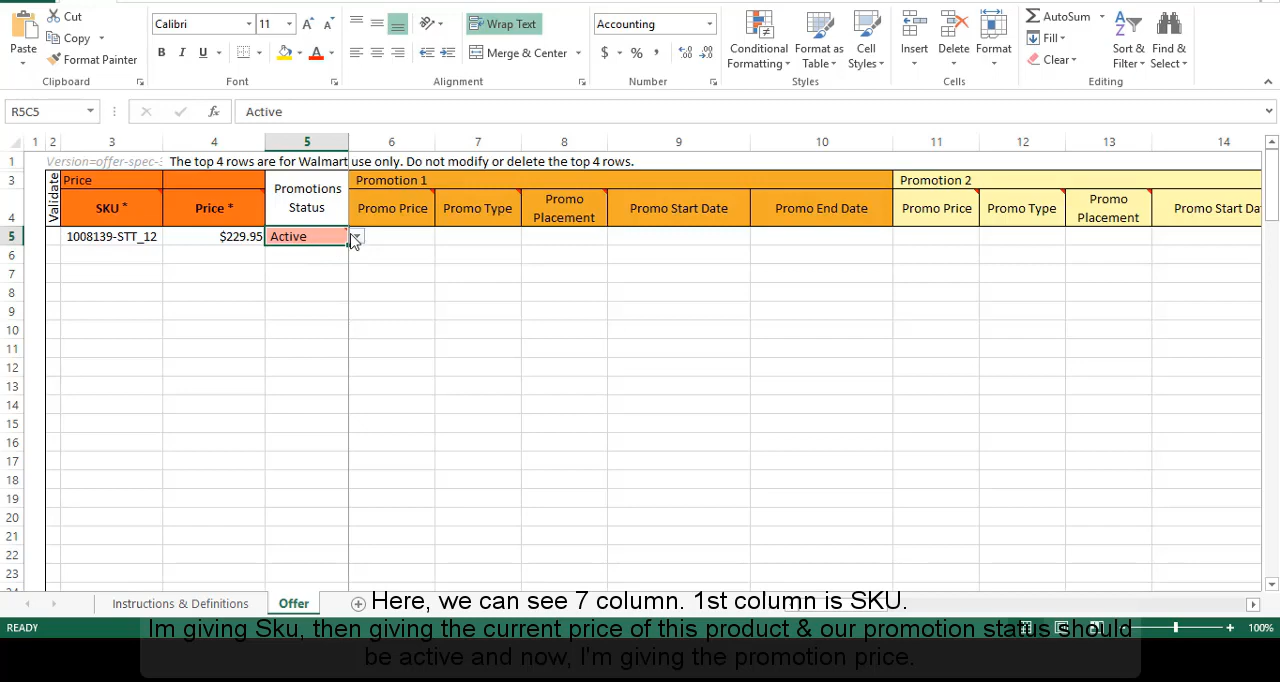 Cut
Calibri
11
Wrap Text
Accounting
AutoSum
Copy
Fill
Paste
Format Painter
B I U
Merge & Center
$ % ,
Conditional Formatting
Format as Table
Cell Styles
Insert
Delete
Format
Clear
Sort & Filter
Find & Select
Clipboard
Font
Alignment
Number
Styles
Cells
Editing
R5C5
fx
Active
1 2 3 4 5 6 7 8 9 10 11 12 13 14
1
Version=offer-spec-
The top 4 rows are for Walmart use only. Do not modify or delete the top 4 rows.
3
Validate
Price
Promotions Status
Promotion 1
Promotion 2
4
SKU *
Price *
Promo Price
Promo Type
Promo Placement
Promo Start Date
Promo End Date
Promo Price
Promo Type
Promo Placement
Promo Start Da
5
1008139-STT_12
$229.95
Active
6
7
8
9
10
11
12
13
14
15
16
17
18
19
20
21
22
23
Instructions & Definitions
Offer
Here, we can see 7 column. 1st column is SKU.
Im giving Sku, then giving the current price of this product & our promotion status should
be active and now, I'm giving the promotion price.
READY
100%